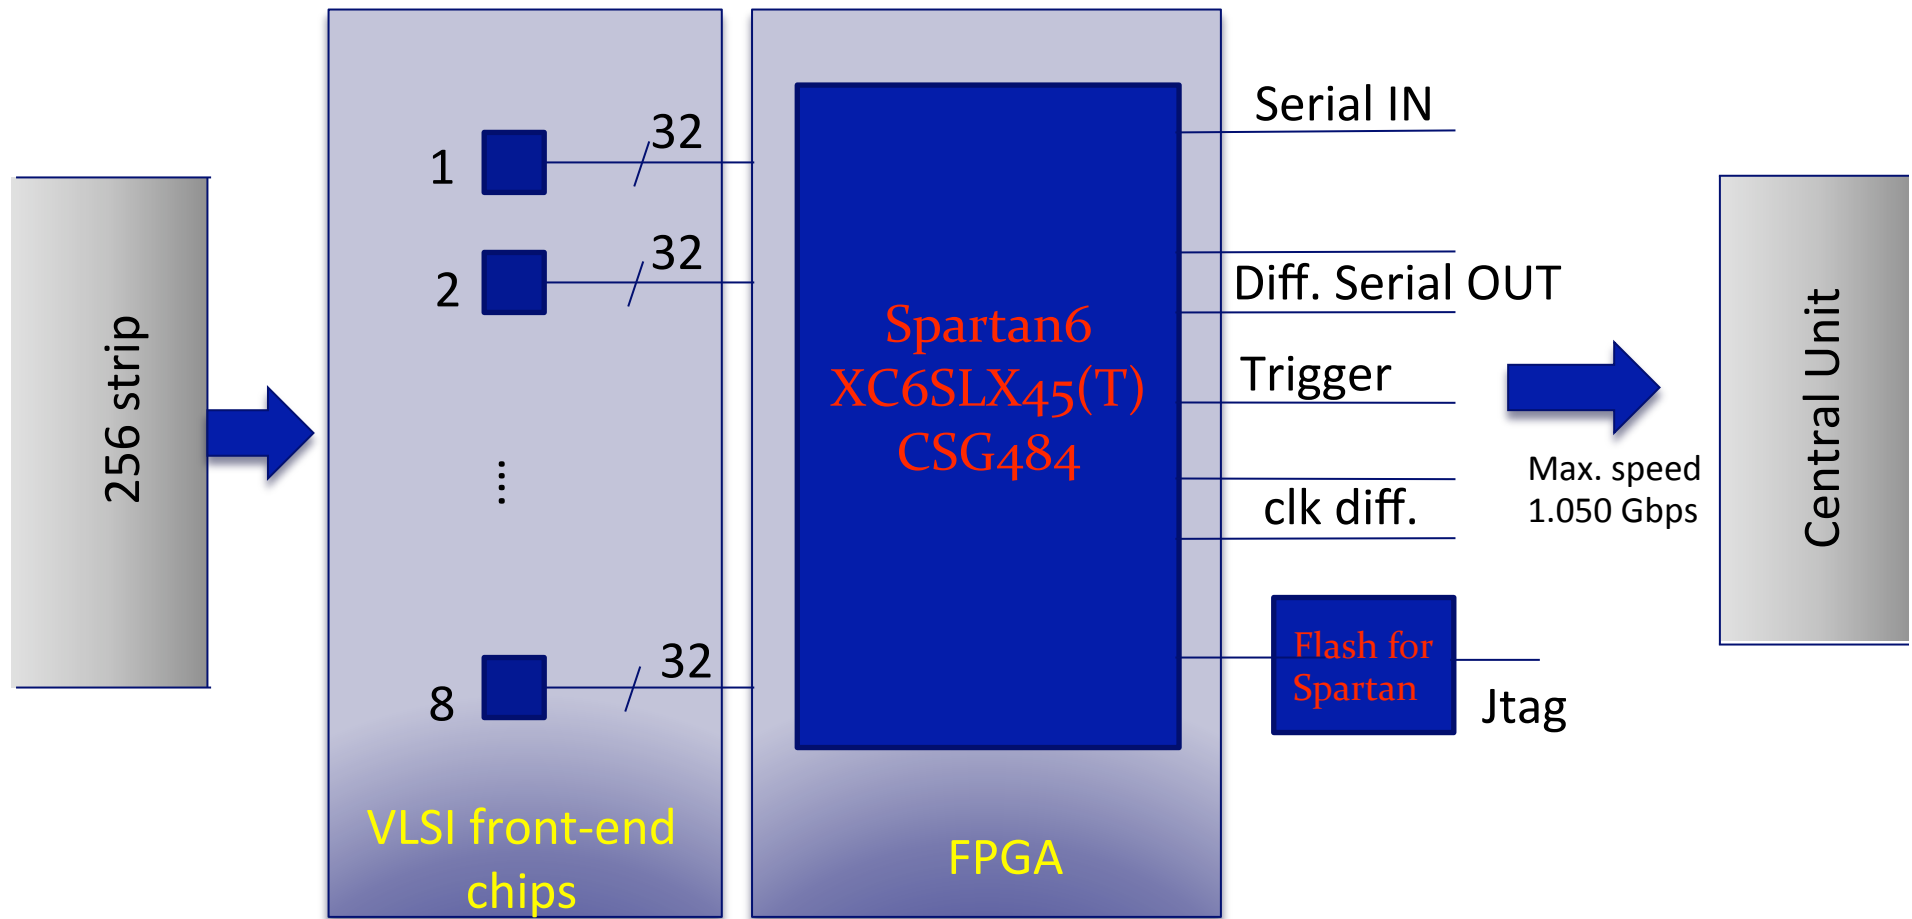 256 strip
1
32
2
32
....
8
32
VLSI front-end
chips
Spartan6
XC6SLX45(T)
CSG484
FPGA
Serial IN
Diff. Serial OUT
Trigger
clk diff.
Flash for
Spartan
Jtag
Max. speed
1.050 Gbps
Central Unit